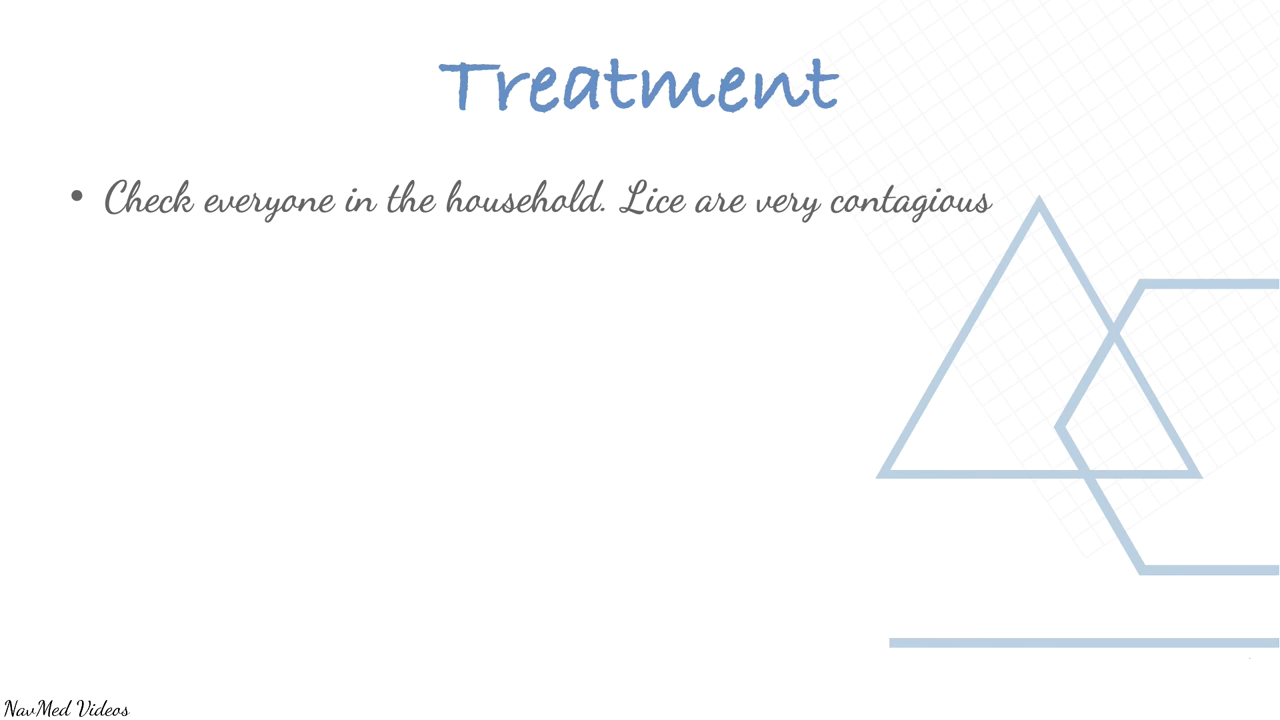 Treatment
• Check everyone in the household. Lice are very contagious
NavMed Videos